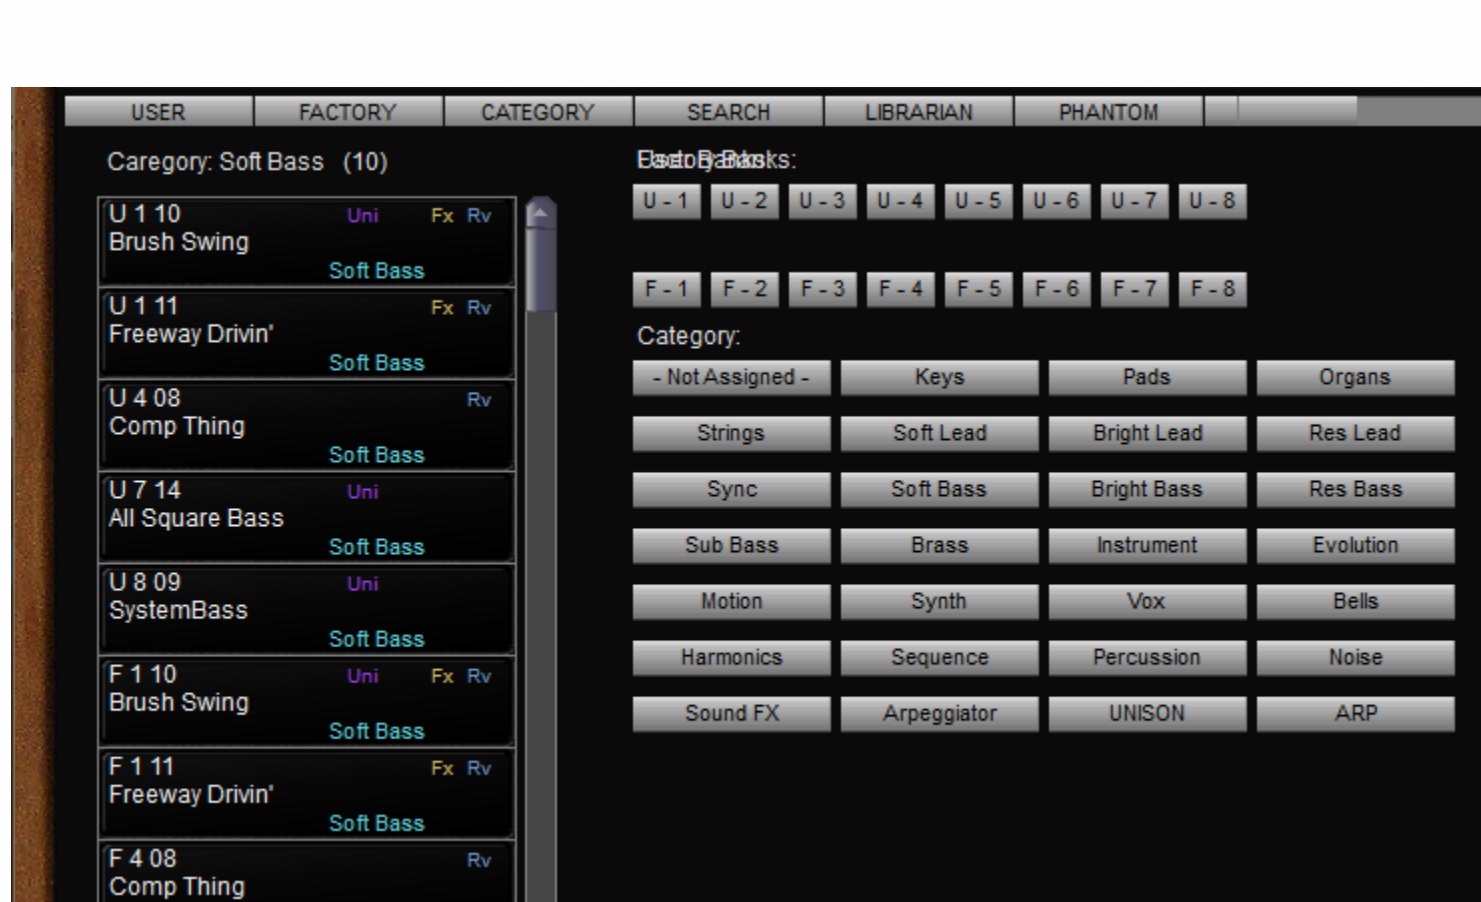 USER FACTORY CATEGORY SEARCH LIBRARIAN PHANTOM
Caregory: Soft Bass (10)
U 1 10 Uni Fx Rv
Brush Swing
Soft Bass
U 1 11 Fx Rv
Freeway Drivin'
Soft Bass
U 4 08 Rv
Comp Thing
Soft Bass
U 7 14 Uni
All Square Bass
Soft Bass
U 8 09 Uni
SystemBass
Soft Bass
F 1 10 Uni Fx Rv
Brush Swing
Soft Bass
F 1 11 Fx Rv
Freeway Drivin'
Soft Bass
F 4 08 Rv
Comp Thing
U - 1 U - 2 U - 3 U - 4 U - 5 U - 6 U - 7 U - 8
F - 1 F - 2 F - 3 F - 4 F - 5 F - 6 F - 7 F - 8
Category:
- Not Assigned - Keys Pads Organs
Strings Soft Lead Bright Lead Res Lead
Sync Soft Bass Bright Bass Res Bass
Sub Bass Brass Instrument Evolution
Motion Synth Vox Bells
Harmonics Sequence Percussion Noise
Sound FX Arpeggiator UNISON ARP